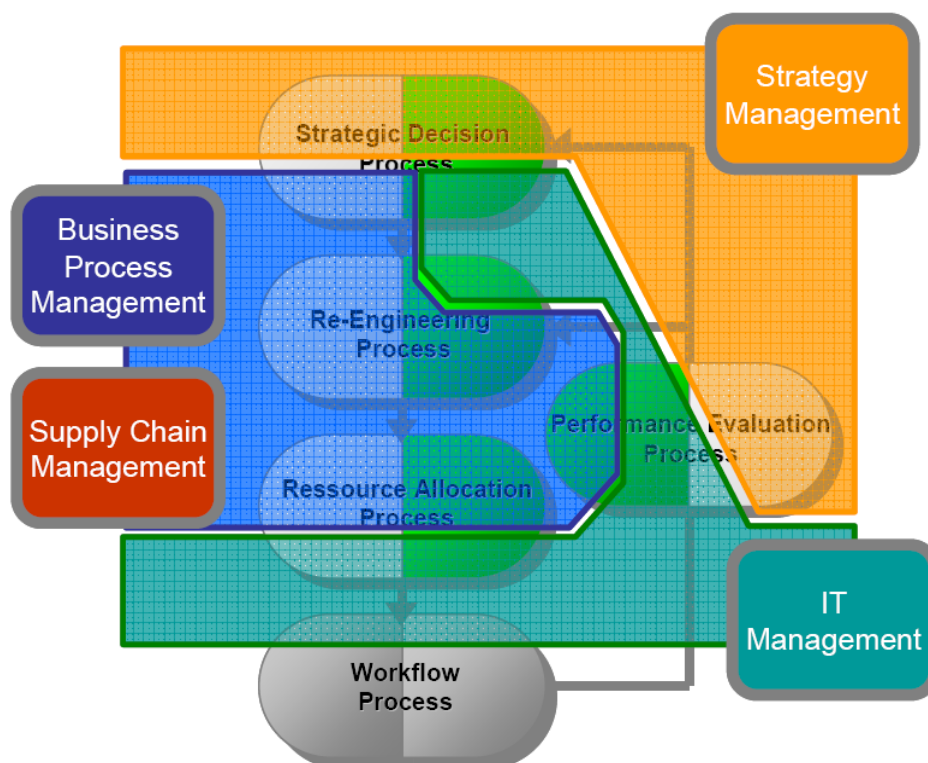 Strategy
Management
Strategic Decision
Process
Business
Process
Management
Re-Engineering
Process
Supply Chain
Management
Performance Evaluation
Process
Ressource Allocation
Process
IT
Management
Workflow
Process